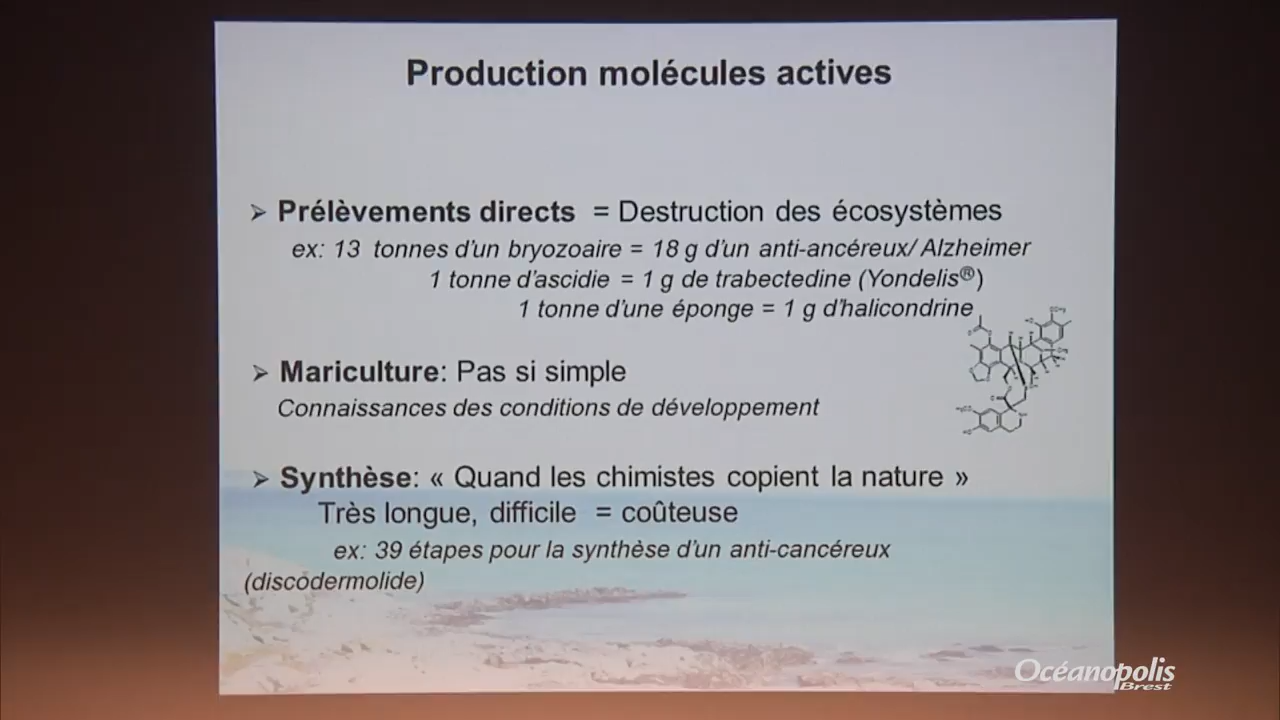 Production molécules actives
➢ Prélèvements directs = Destruction des écosystèmes
ex: 13 tonnes d'un bryozoaire = 18 g d'un anti-ancéreux/ Alzheimer
1 tonne d'ascidie = 1 g de trabectedine (Yondelis®)
1 tonne d'une éponge = 1 g d'halicondrine
➢ Mariculture: Pas si simple
Connaissances des conditions de développement
➢ Synthèse: « Quand les chimistes copient la nature »
Très longue, difficile = coûteuse
ex: 39 étapes pour la synthèse d'un anti-cancéreux
(discodermolide)
Océanopolis
Brest